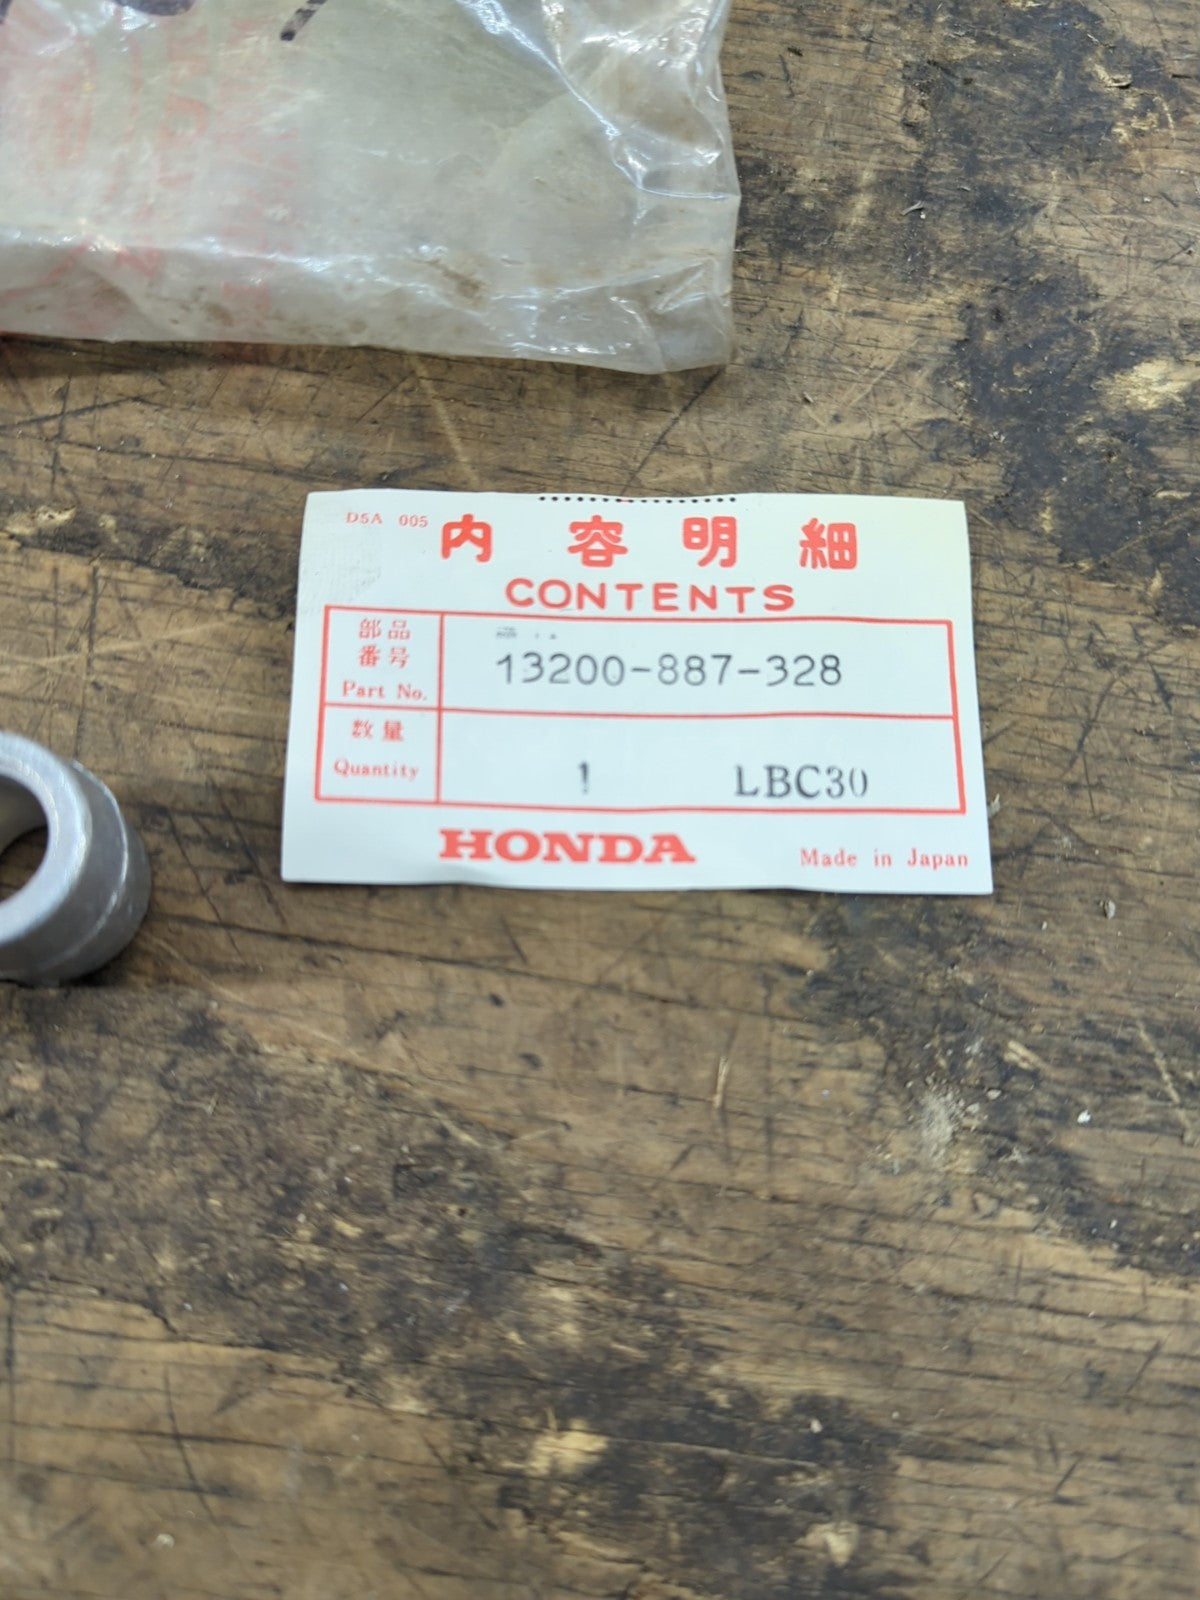 D5A 005
内容明細
CONTENTS
部品
番号
Part No.
13200-887-328
数量
Quantity
1 LBC30
HONDA
Made in Japan